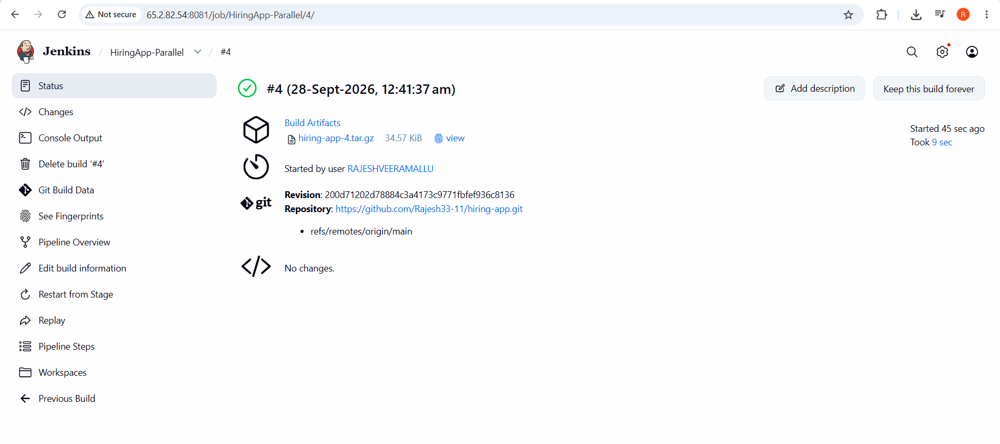 Not secure 65.2.82.54:8081/job/HiringApp-Parallel/4/
R
Jenkins / HiringApp-Parallel / #4
Status
Changes
Console Output
Delete build ‘#4’
Git Build Data
See Fingerprints
Pipeline Overview
Edit build information
Restart from Stage
Replay
Pipeline Steps
Workspaces
Previous Build
#4 (28-Sept-2026, 12:41:37 am)
Add description
Keep this build forever
Build Artifacts
hiring-app-4.tar.gz 34.57 KiB view
Started 45 sec ago
Took 9 sec
Started by user RAJESHVEERAMALLU
git
Revision: 200d71202d78884c3a4173c9771fbfef936c8136
Repository: https://github.com/Rajesh33-11/hiring-app.git
• refs/remotes/origin/main
No changes.